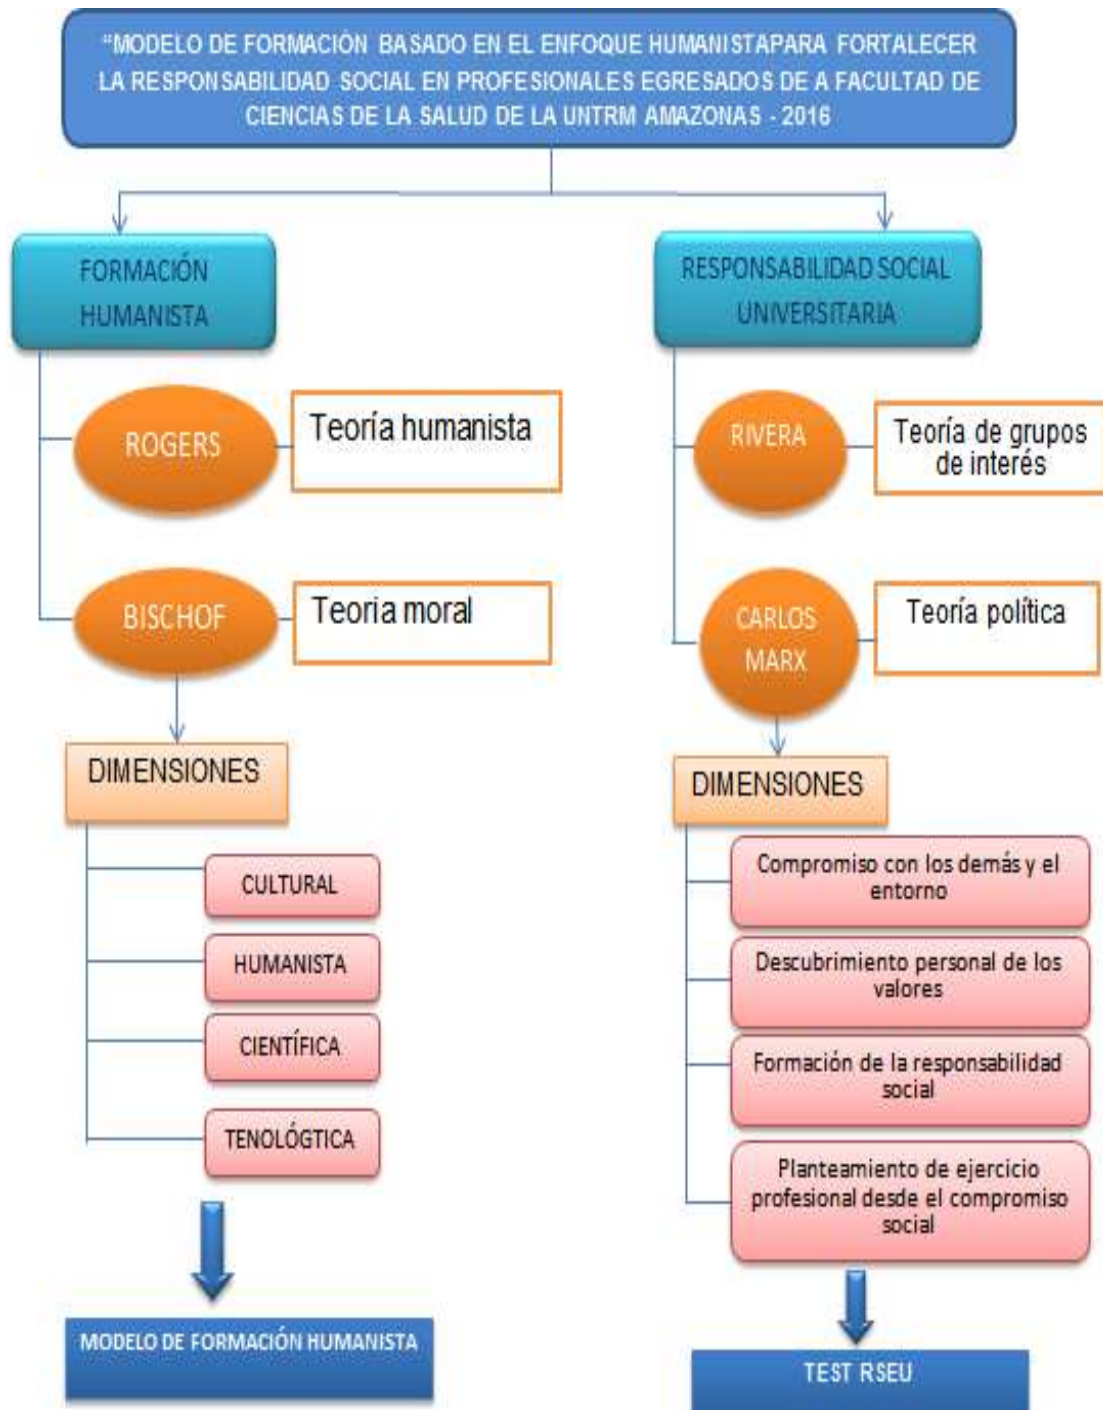 “MODELO DE FORMACIÓN BASADO EN EL ENFOQUE HUMANISTAPARA FORTALECER
LA RESPONSABILIDAD SOCIAL EN PROFESIONALES EGRESADOS DE A FACULTAD DE
CIENCIAS DE LA SALUD DE LA UNTRM AMAZONAS - 2016
FORMACIÓN
HUMANISTA
ROGERS
Teoría humanista
BISCHOF
Teoria moral
DIMENSIONES
CULTURAL
HUMANISTA
CIENTÍFICA
TENOLÓGTICA
MODELO DE FORMACIÓN HUMANISTA
RESPONSABILIDAD SOCIAL
UNIVERSITARIA
RIVERA
Teoría de grupos
de interés
CARLOS
MARX
Teoría política
DIMENSIONES
Compromiso con los demás y el
entorno
Descubrimiento personal de los
valores
Formación de la responsabilidad
social
Planteamiento de ejercicio
profesional desde el compromiso
social
TEST RSEU